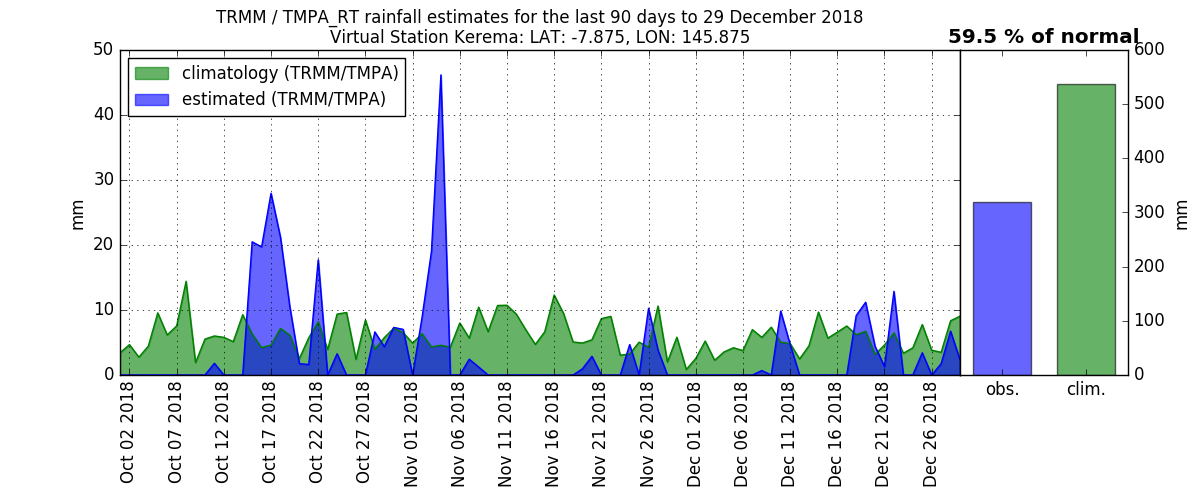 TRMM / TMPA_RT rainfall estimates for the last 90 days to 29 December 2018
Virtual Station Kerema: LAT: -7.875, LON: 145.875
59.5 % of normal
climatology (TRMM/TMPA)
estimated (TRMM/TMPA)
mm
50
40
30
20
10
0
Oct 02 2018
Oct 07 2018
Oct 12 2018
Oct 17 2018
Oct 22 2018
Oct 27 2018
Nov 01 2018
Nov 06 2018
Nov 11 2018
Nov 16 2018
Nov 21 2018
Nov 26 2018
Dec 01 2018
Dec 06 2018
Dec 11 2018
Dec 16 2018
Dec 21 2018
Dec 26 2018
obs.
clim.
600
500
400
300
200
100
0
mm